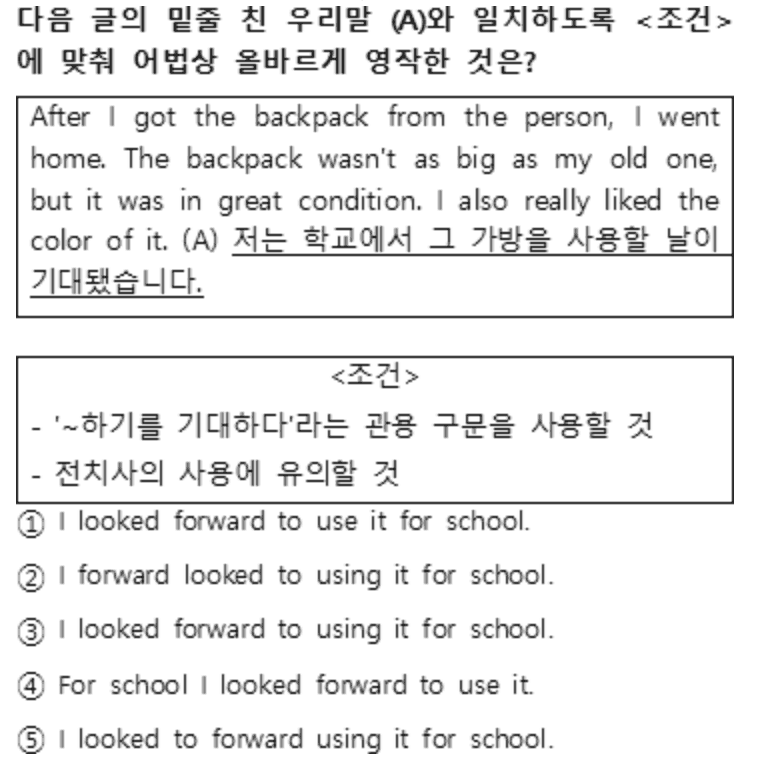 다음 글의 밑줄 친 우리말 (A)와 일치하도록 <조건>
에 맞춰 어법상 올바르게 영작한 것은?
After I got the backpack from the person, I went
home. The backpack wasn't as big as my old one,
but it was in great condition. I also really liked the
color of it. (A) 저는 학교에서 그 가방을 사용할 날이
기대됐습니다.
<조건>
- '~하기를 기대하다'라는 관용 구문을 사용할 것
- 전치사의 사용에 유의할 것
① I looked forward to use it for school.
② I forward looked to using it for school.
③ I looked forward to using it for school.
④ For school I looked forward to use it.
⑤ I looked to forward using it for school.